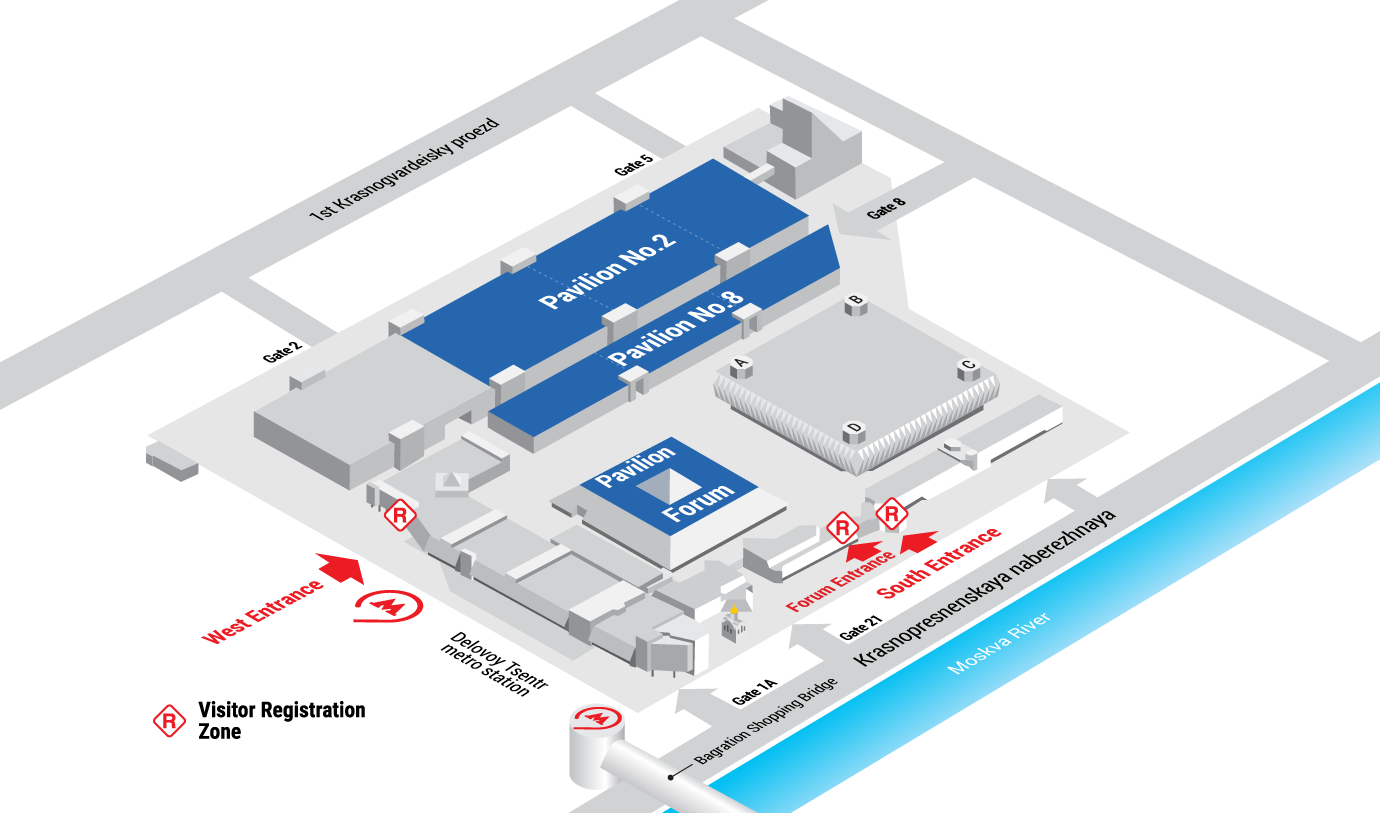 1st Krasnogvardeisky proezd
Gate 5
Gate 8
Pavilion No.2
Pavilion No.8
Gate 2
B
A
C
D
Pavilion
Forum
R
R
R
West Entrance
Forum Entrance
South Entrance
Delovoy Tsentr
metro station
Gate 21
Krasnopresnenskaya naberezhnaya
Moskva River
Gate 1A
Bagration Shopping Bridge
R
Visitor Registration
Zone